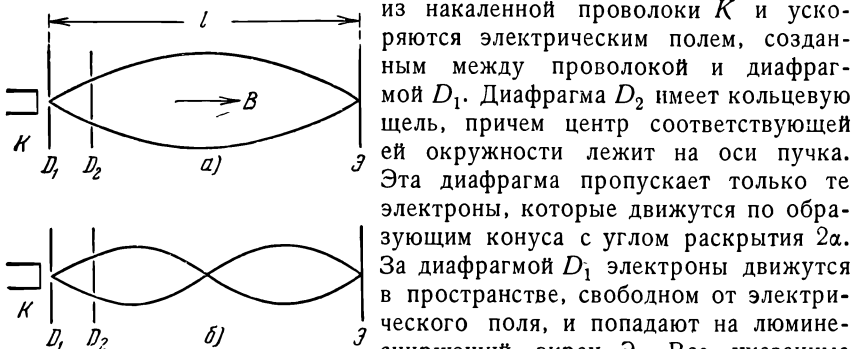 из накаленной проволоки K и уско-
ряются электрическим полем, создан-
ным между проволокой и диафраг-
мой D₁. Диафрагма D₂ имеет кольцевую
щель, причем центр соответствующей
ей окружности лежит на оси пучка.
Эта диафрагма пропускает только те
электроны, которые движутся по обра-
зующим конуса с углом раскрытия 2α.
За диафрагмой D₁ электроны движутся
в пространстве, свободном от электри-
ческого поля, и попадают на люмине-
l
B
K
D₁ D₂ а) Э
K
D₁ D₂ б) Э